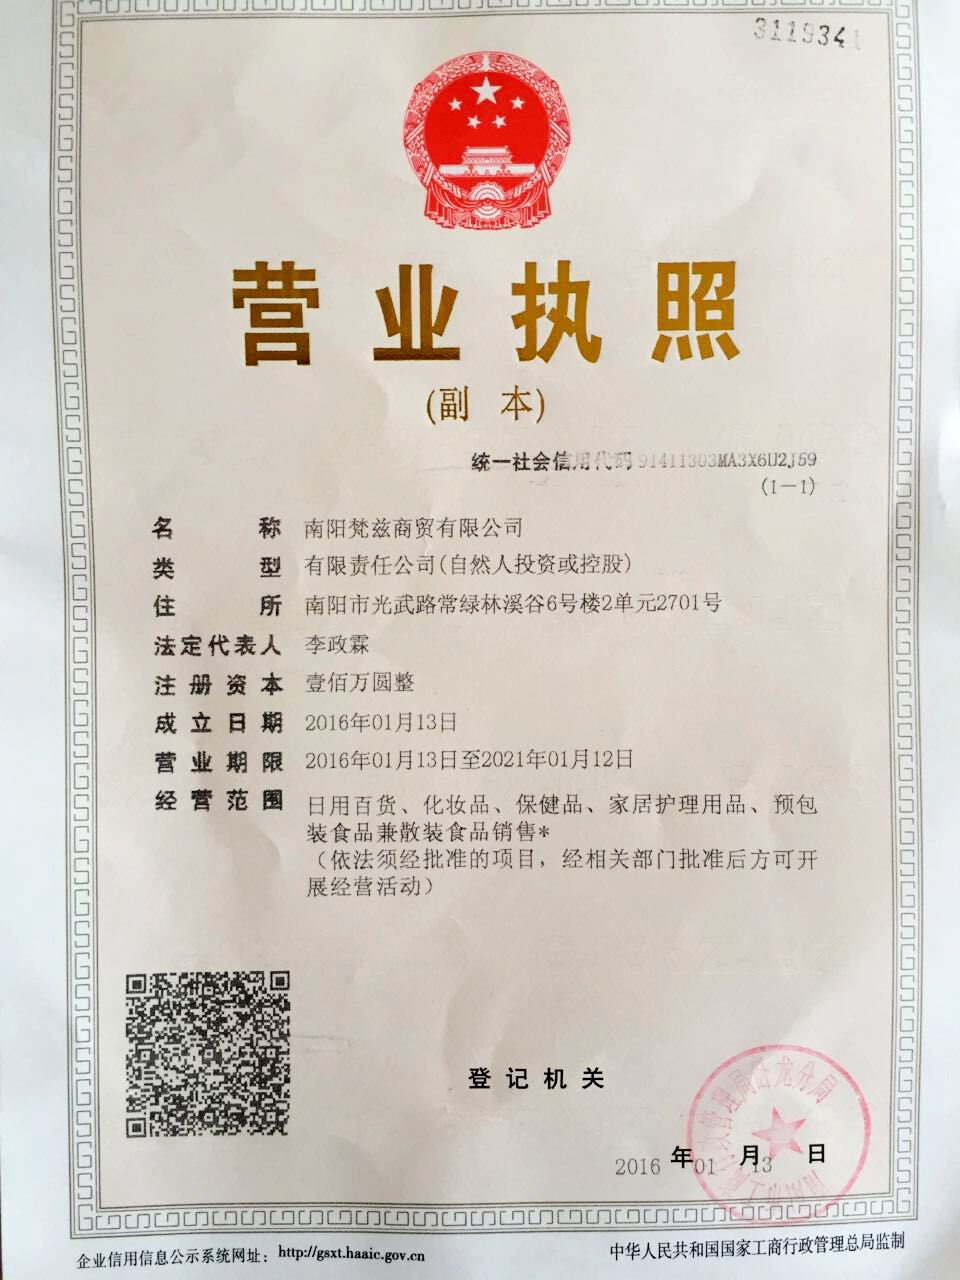 3119341
营业执照
(副 本)
统一社会信用代码 91411303MA3X6U2J59
(1-1)
名 称 南阳梵兹商贸有限公司
类 型 有限责任公司(自然人投资或控股)
住 所 南阳市光武路常绿林溪谷6号楼2单元2701号
法定代表人 李政霖
注册资本 壹佰万圆整
成立日期 2016年01月13日
营业期限 2016年01月13日至2021年01月12日
经营范围 日用百货、化妆品、保健品、家居护理用品、预包
装食品兼散装食品销售*
(依法须经批准的项目,经相关部门批准后方可开
展经营活动)
登记机关
管理局卧龙分局
2016 年 01 月 13 日
企业信用信息公示系统网址: http://gsxt.haaic.gov.cn
中华人民共和国国家工商行政管理总局监制